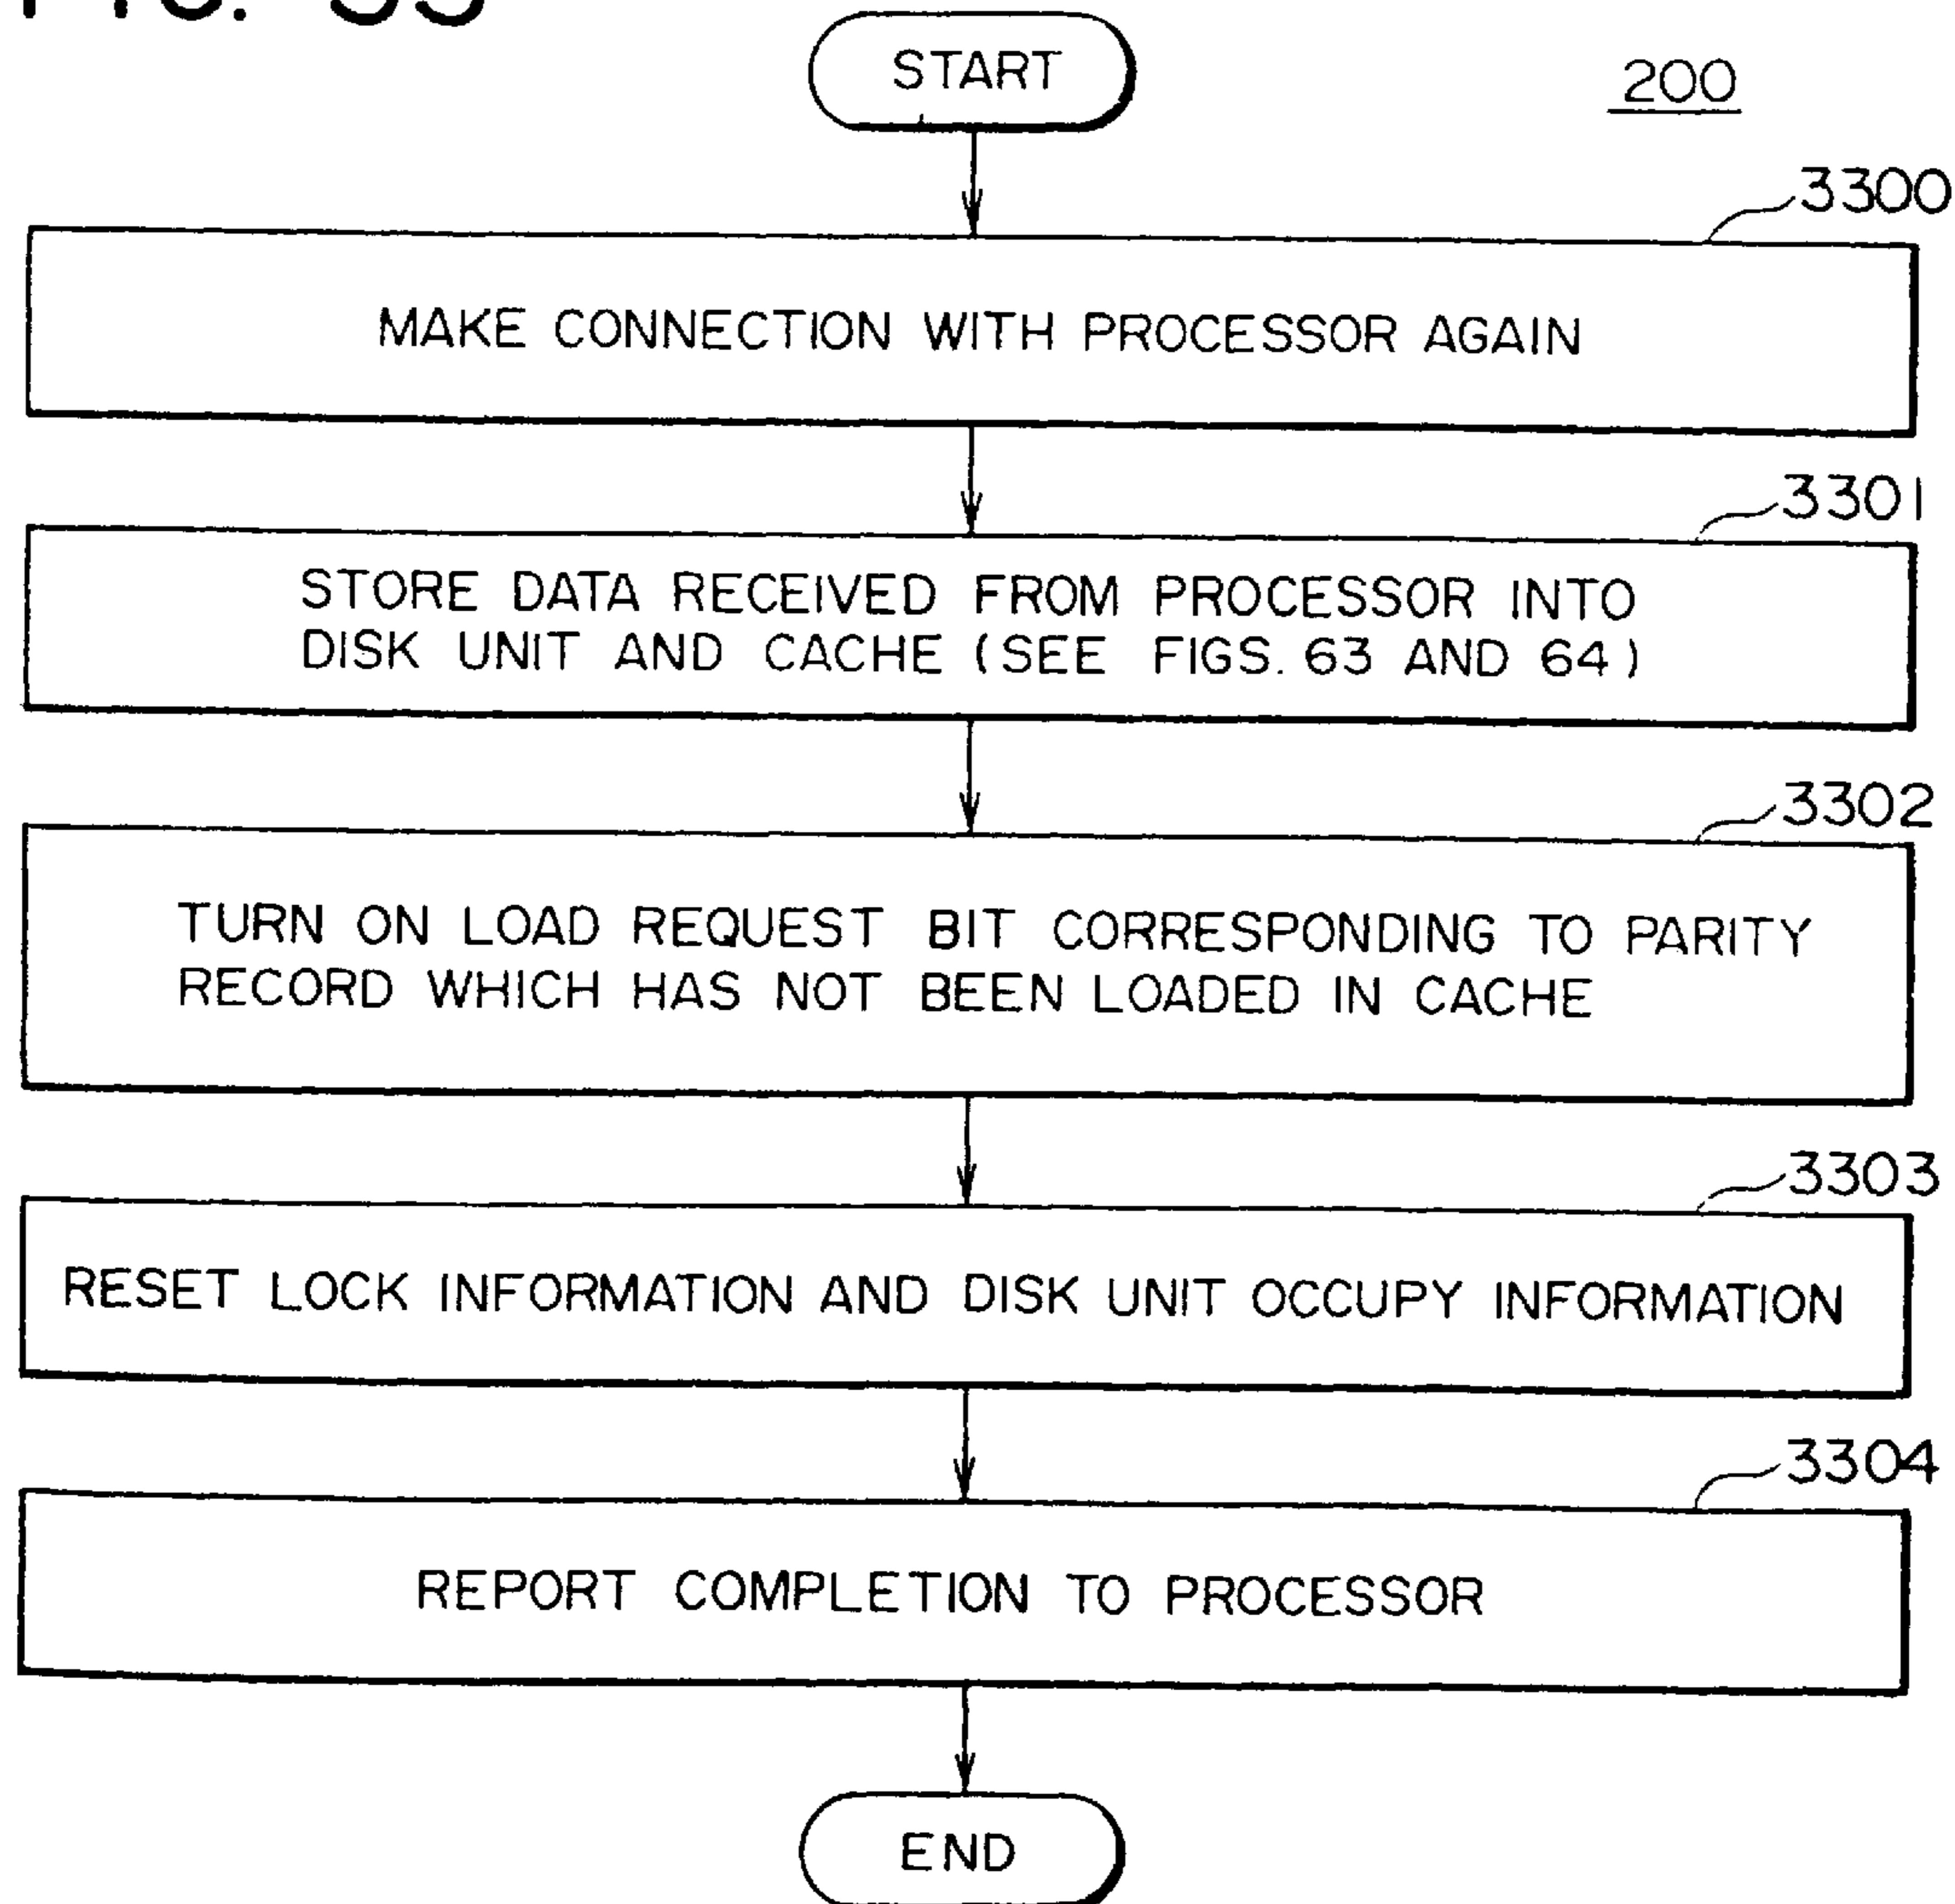 START
200
3300
MAKE CONNECTION WITH PROCESSOR AGAIN
3301
STORE DATA RECEIVED FROM PROCESSOR INTO
DISK UNIT AND CACHE (SEE FIGS. 63 AND 64)
3302
TURN ON LOAD REQUEST BIT CORRESPONDING TO PARITY
RECORD WHICH HAS NOT BEEN LOADED IN CACHE
3303
RESET LOCK INFORMATION AND DISK UNIT OCCUPY INFORMATION
3304
REPORT COMPLETION TO PROCESSOR
END